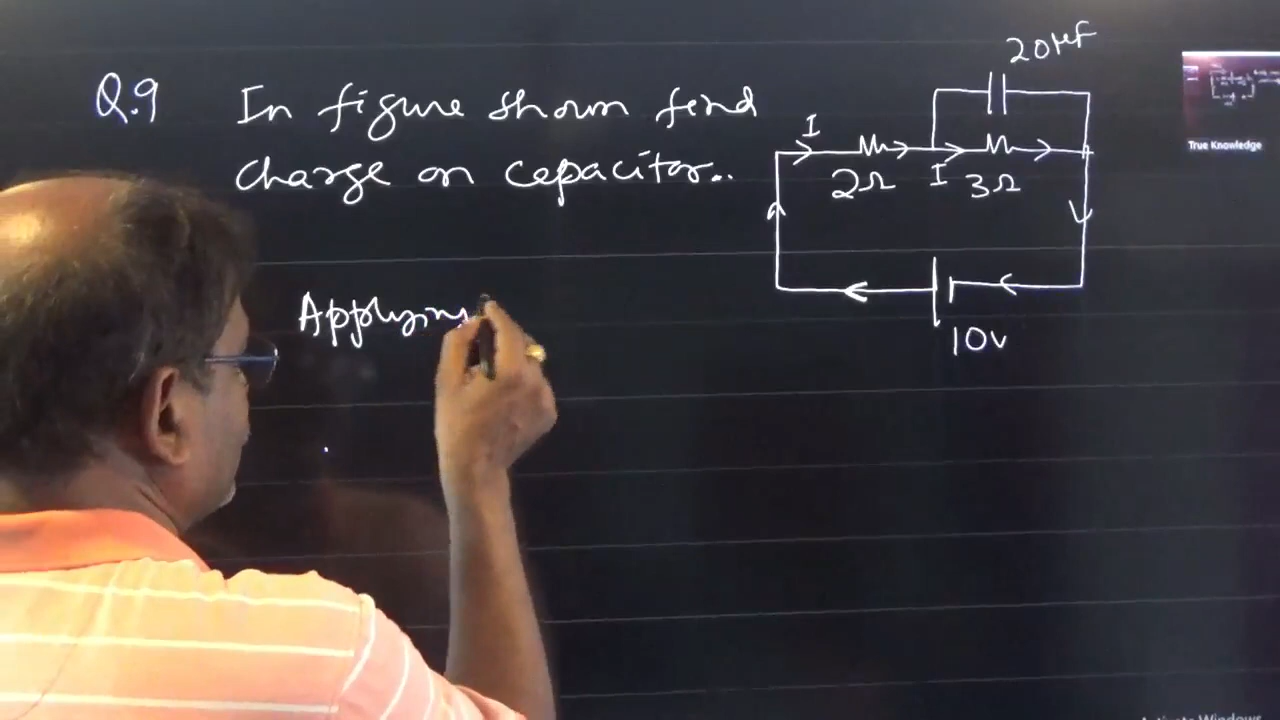 Q.9 In figure shown find
charge on capacitor..
20μf
I
2Ω
I
3Ω
10v
Applying
True Knowledge